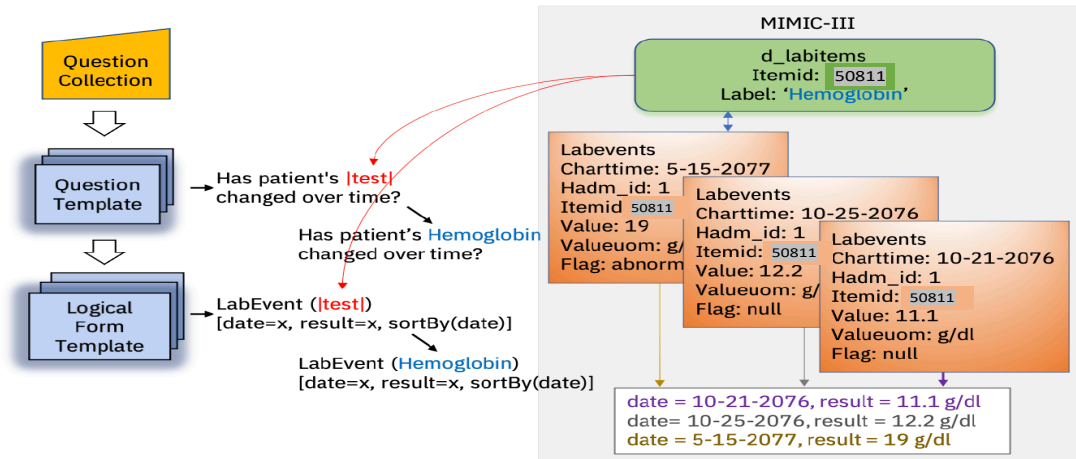 Question
Collection
Question
Template
Logical
Form
Template
Has patient's |test|
changed over time?
Has patient's Hemoglobin
changed over time?
LabEvent (|test|)
[date=x, result=x, sortBy(date)]
LabEvent (Hemoglobin)
[date=x, result=x, sortBy(date)]
MIMIC-III
d_labitems
Itemid: 50811
Label: 'Hemoglobin'
Labevents
Charttime: 5-15-2077
Hadm_id: 1
Itemid 50811
Value: 19
Valueuom: g/
Flag: abnorm
Labevents
Charttime: 10-25-2076
Hadm_id: 1
Itemid: 50811
Value: 12.2
Valueuom: g/
Flag: null
Labevents
Charttime: 10-21-2076
Hadm_id: 1
Itemid: 50811
Value: 11.1
Valueuom: g/dl
Flag: null
date = 10-21-2076, result = 11.1 g/dl
date= 10-25-2076, result = 12.2 g/dl
date = 5-15-2077, result = 19 g/dl